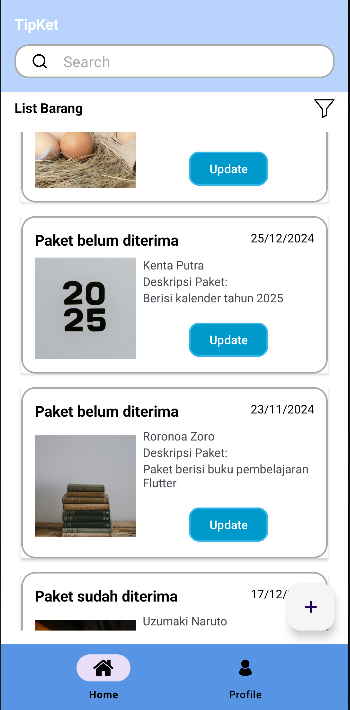 TipKet
Search
List Barang
Update
Paket belum diterima
25/12/2024
20
25
Kenta Putra
Deskripsi Paket:
Berisi kalender tahun 2025
Update
Paket belum diterima
23/11/2024
Roronoa Zoro
Deskripsi Paket:
Paket berisi buku pembelajaran
Flutter
Update
Paket sudah diterima
17/12/
Uzumaki Naruto
+
Home
Profile